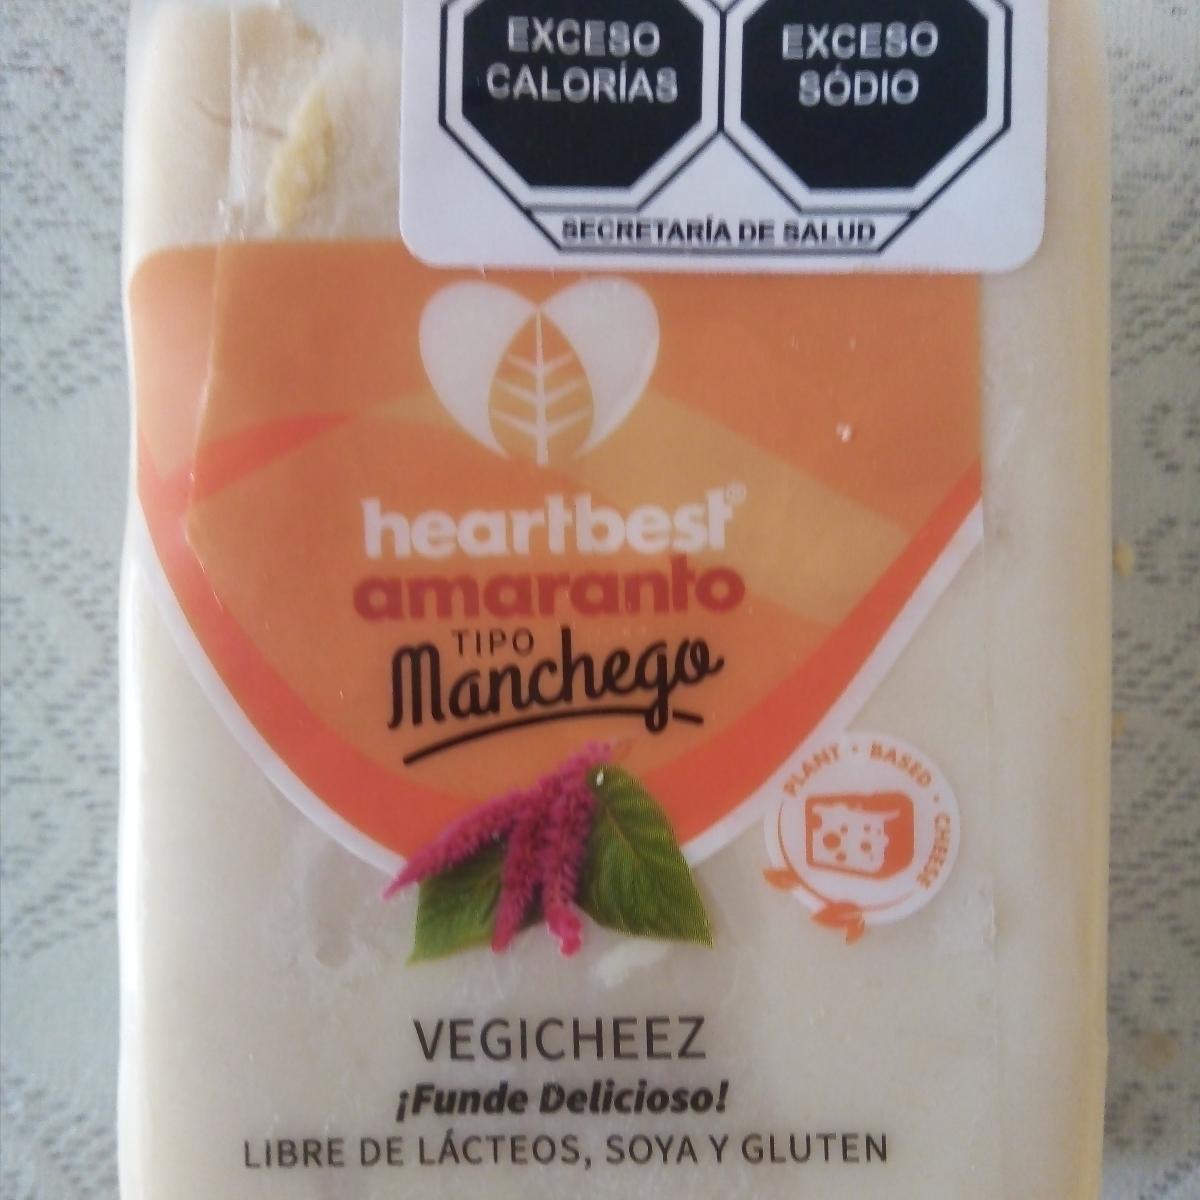 EXCESO
CALORÍAS
EXCESO
SÓDIO
SECRETARÍA DE SALUD
heartbest®
amaranto
TIPO
Manchego
PLANT · BASED · CHEESE
VEGICHEEZ
¡Funde Delicioso!
LIBRE DE LÁCTEOS, SOYA Y GLUTEN